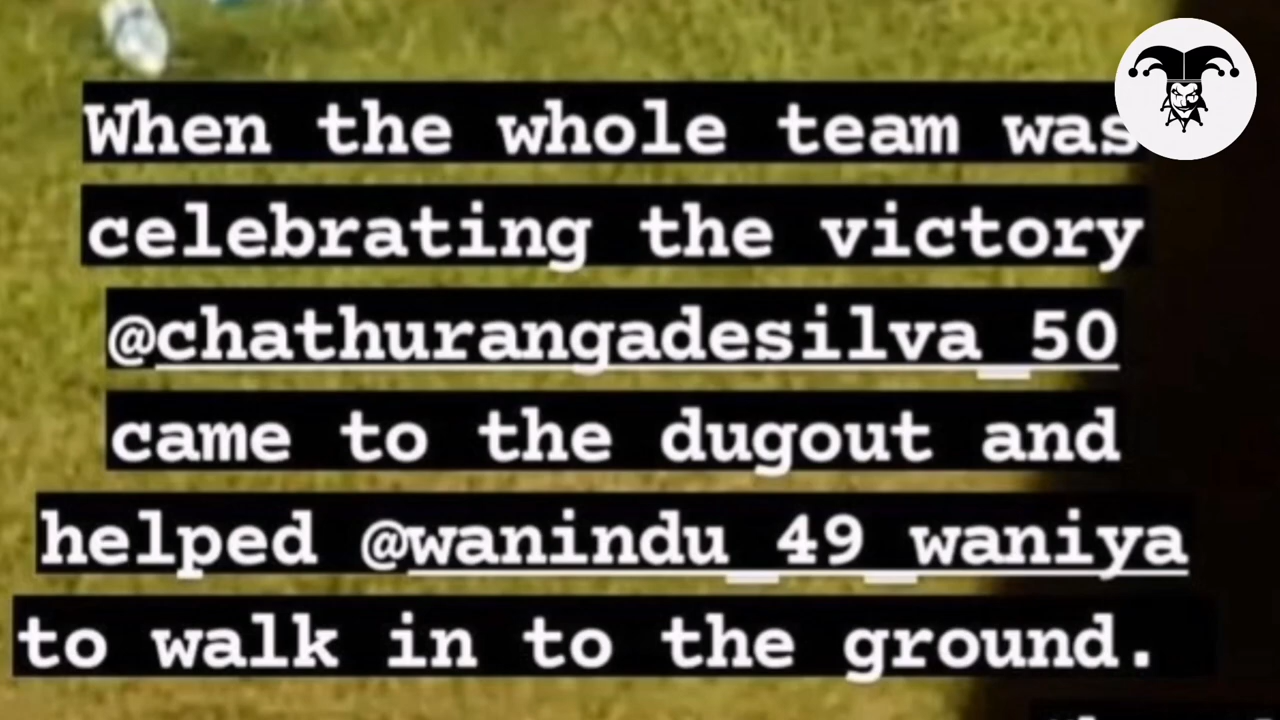 When the whole team was
celebrating the victory
@chathurangadesilva_50
came to the dugout and
helped @wanindu_49_waniya
to walk in to the ground.